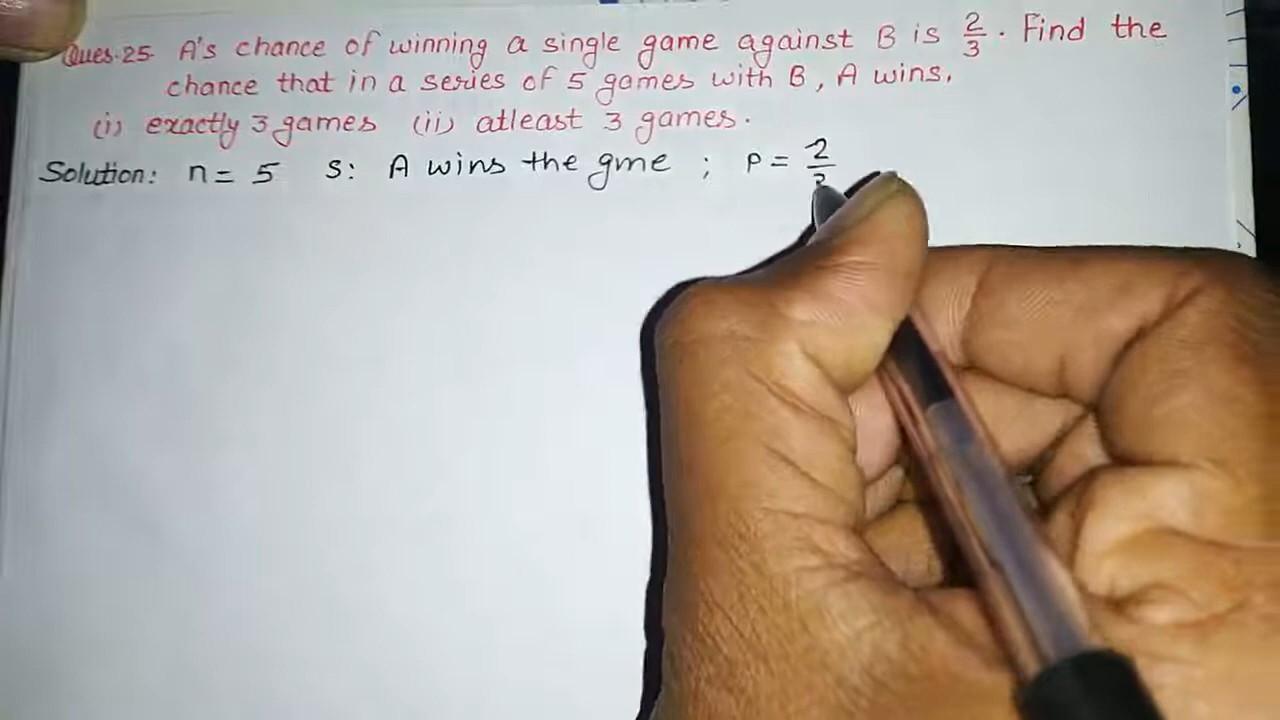 Ques.25 A's chance of winning a single game against B is 2/3. Find the
chance that in a series of 5 games with B, A wins,
(i) exactly 3 games (ii) atleast 3 games.
Solution: n = 5 S: A wins the gme ; P = 2/3